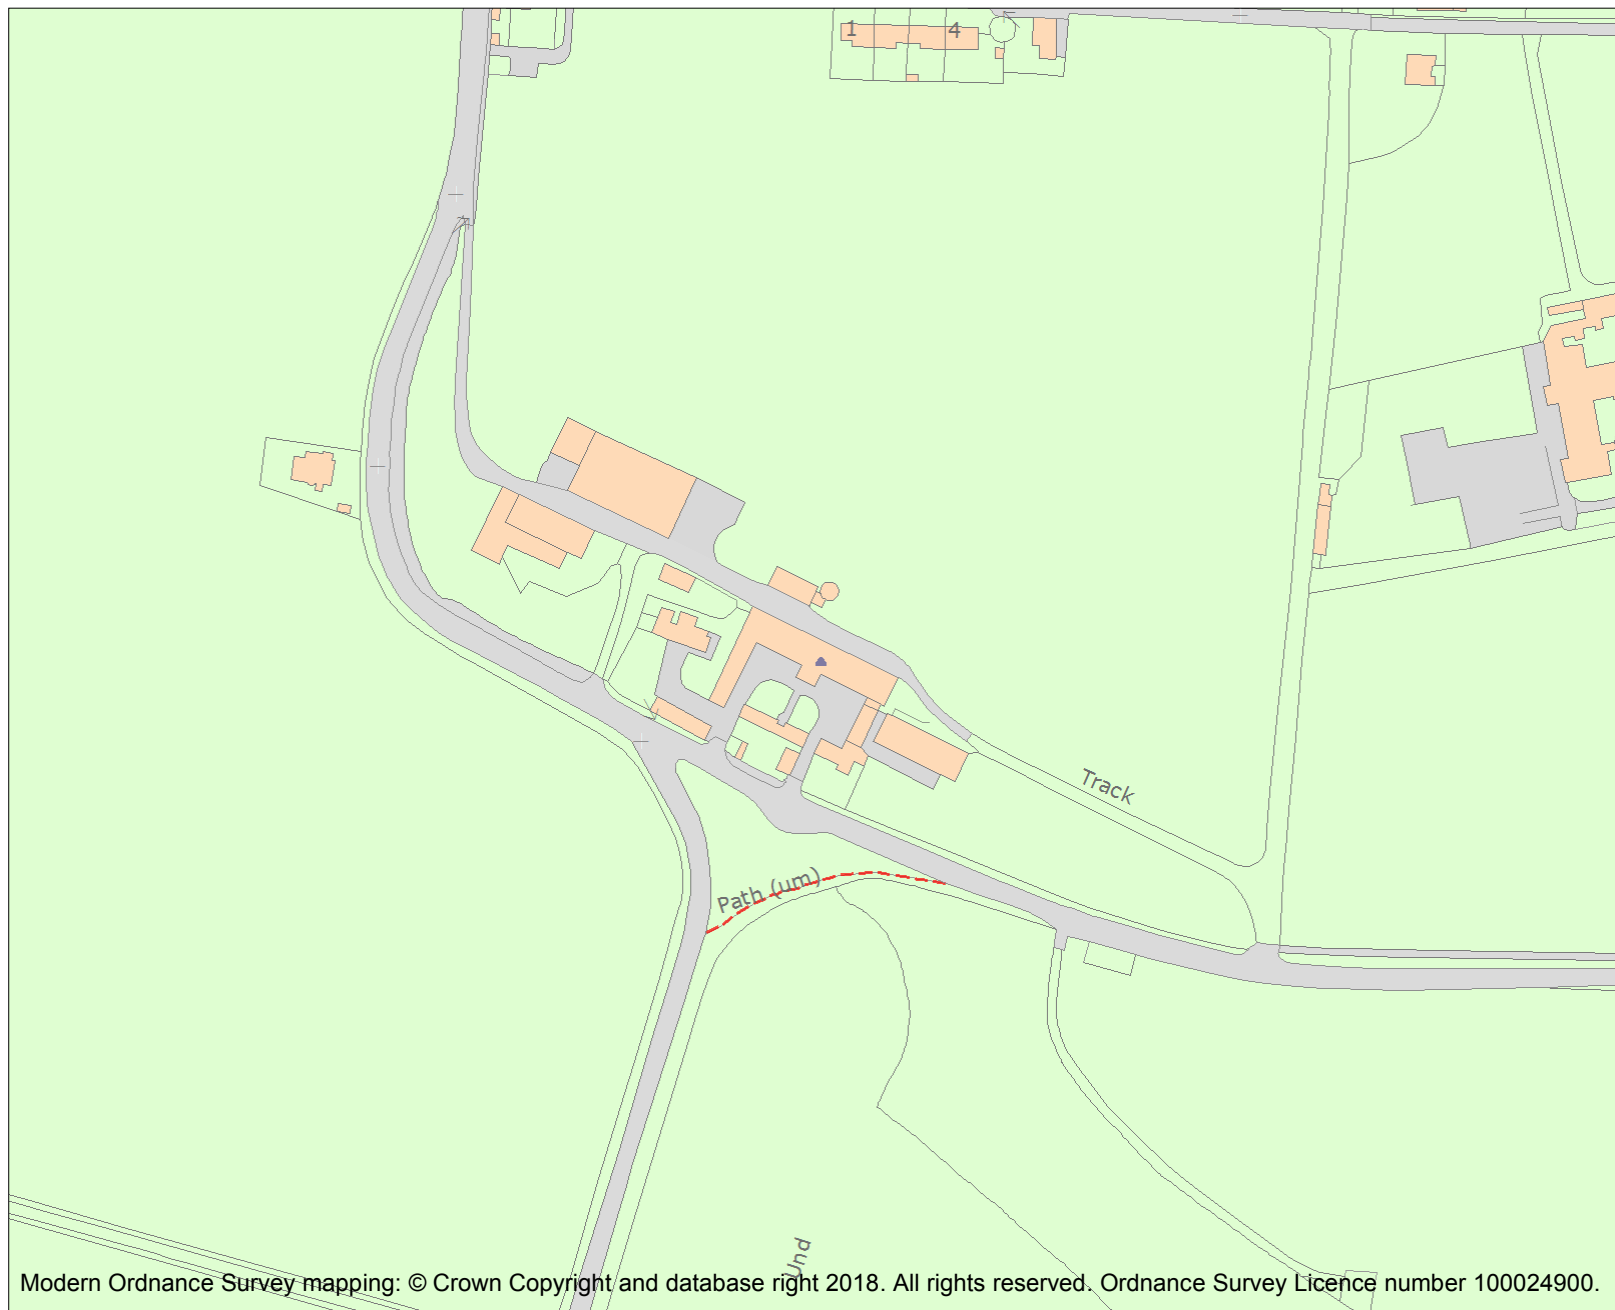 1
4
Track
Path (um)
Und
Modern Ordnance Survey mapping: © Crown Copyright and database right 2018. All rights reserved. Ordnance Survey Licence number 100024900.